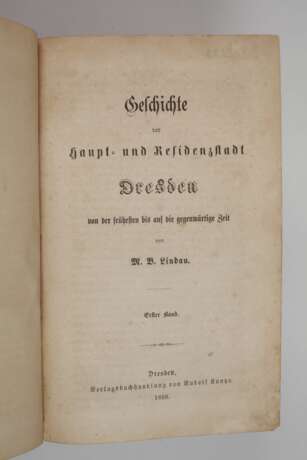 Geschichte
der
Haupt- und Residenzstadt
Dresden
von der frühesten bis auf die gegenwärtige Zeit
von
M. B. Lindau.
Erster Band.
Dresden,
Verlagsbuchhandlung von Rudolf Kuntze.